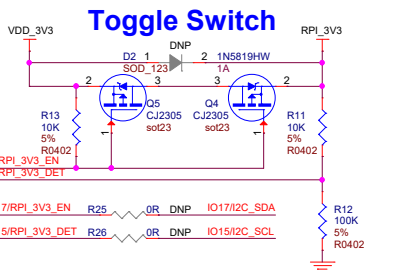 Toggle Switch
VDD_3V3
RPI_3V3
DNP
D2 1 2 1N5819HW
SOD_123 1A
2 3 3 2
Q5 Q4
CJ2305 CJ2305
sot23 sot23
1 1
R13 R11
10K 10K
5% 5%
R0402 R0402
RPI_3V3_EN
RPI_3V3_DET
7/RPI_3V3_EN R25 0R DNP IO17/I2C_SDA
5/RPI_3V3_DET R26 0R DNP IO15/I2C_SCL
R12
100K
5%
R0402